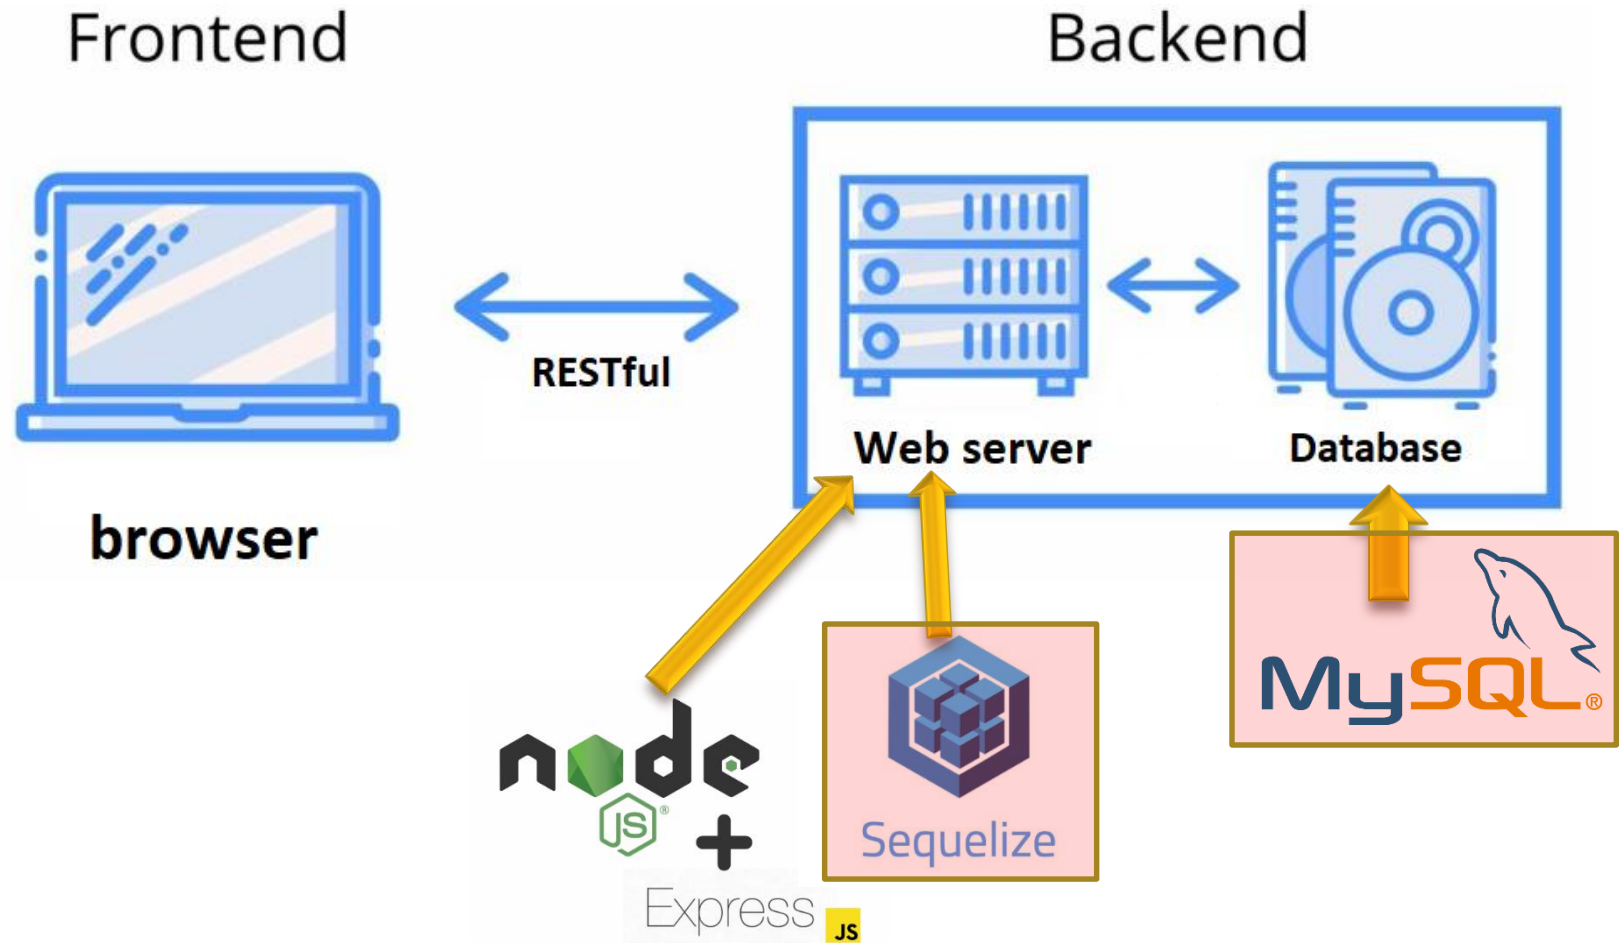 Frontend
Backend
RESTful
Web server
Database
browser
MySQL®
node
JS®
+
Sequelize
Express
JS